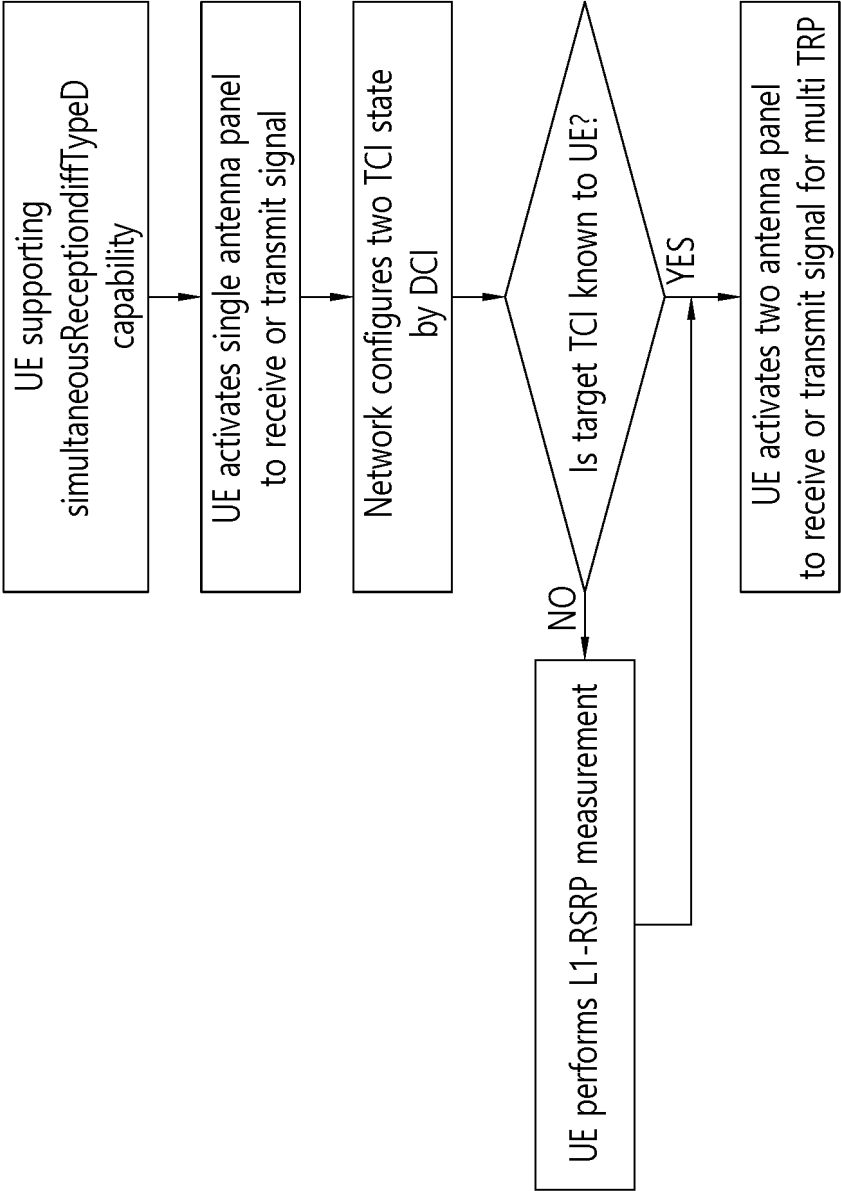 UE supporting
simultaneousReceptiondiffTypeD
capability
UE activates single antenna panel
to receive or transmit signal
Network configures two TCI state
by DCI
Is target TCI known to UE?
NO
YES
UE performs L1-RSRP measurement
UE activates two antenna panel
to receive or transmit signal for multi TRP